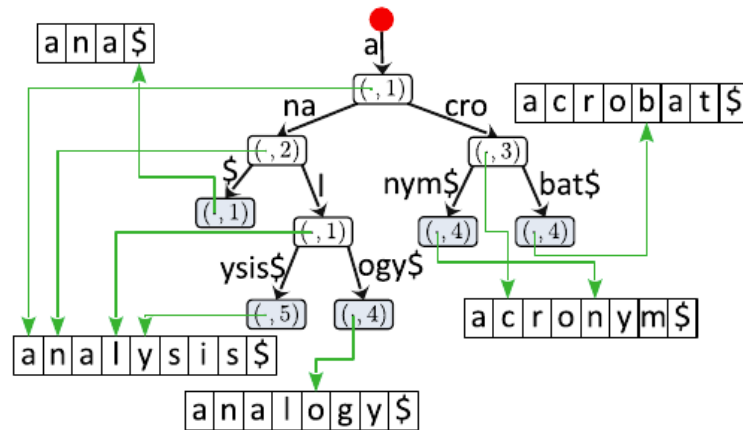 a
a n a $
( , 1)
na
cro
a c r o b a t $
( , 2)
( , 3)
$
l
nym$
bat$
( , 1)
( , 1)
( , 4)
( , 4)
ysis$
ogy$
( , 5)
( , 4)
a c r o n y m $
a n a l y s i s $
a n a l o g y $